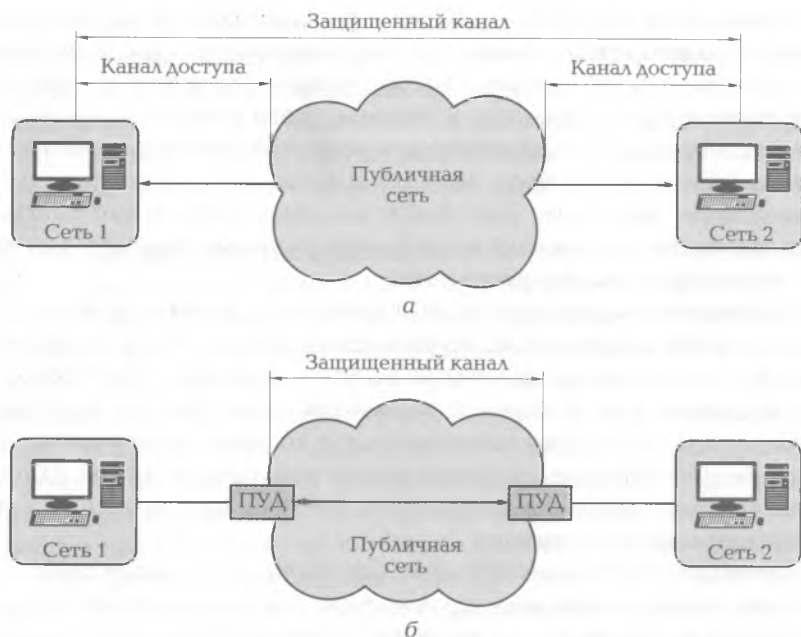 Защищенный канал
Канал доступа
Канал доступа
Публичная
сеть
Сеть 1
Сеть 2
а
Защищенный канал
ПУД
ПУД
Публичная
сеть
Сеть 1
Сеть 2
б